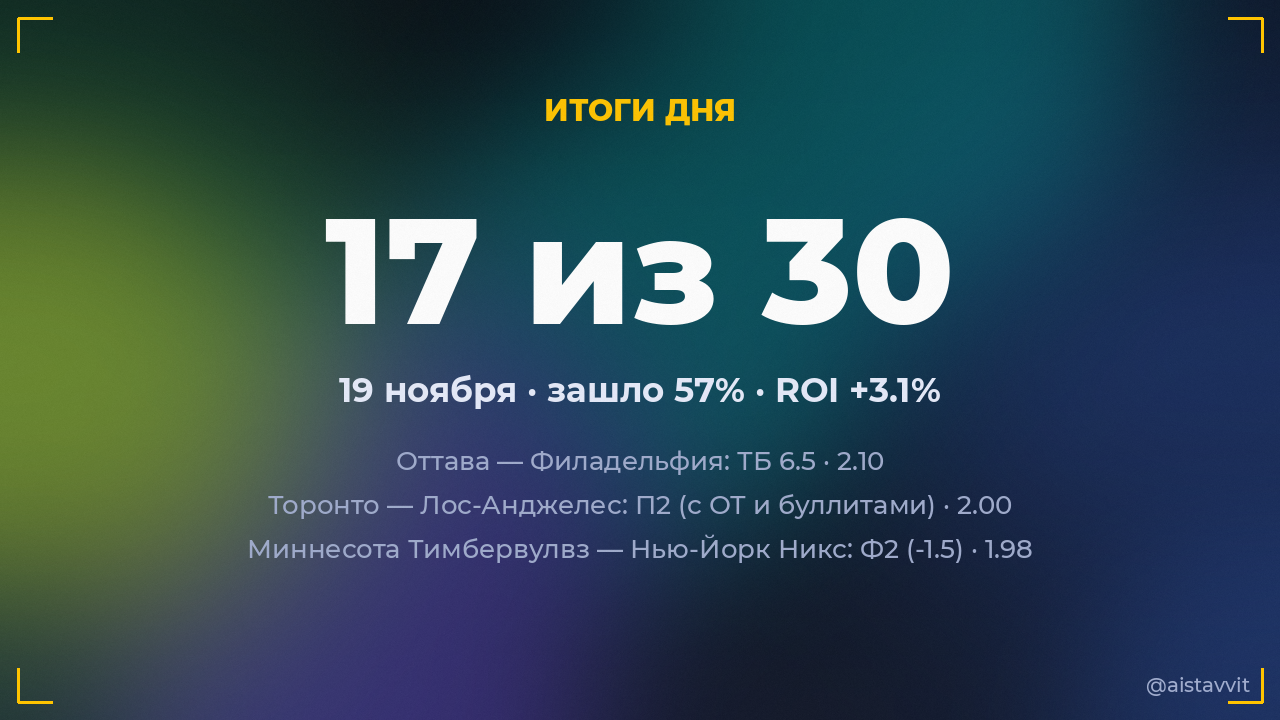 ИТОГИ ДНЯ
17 из 30
19 ноября · зашло 57% · ROI +3.1%
Оттава — Филадельфия: ТБ 6.5 · 2.10
Торонто — Лос-Анджелес: П2 (с ОТ и буллитами) · 2.00
Миннесота Тимбервулвз — Нью-Йорк Никс: Ф2 (-1.5) · 1.98
@aistavvit